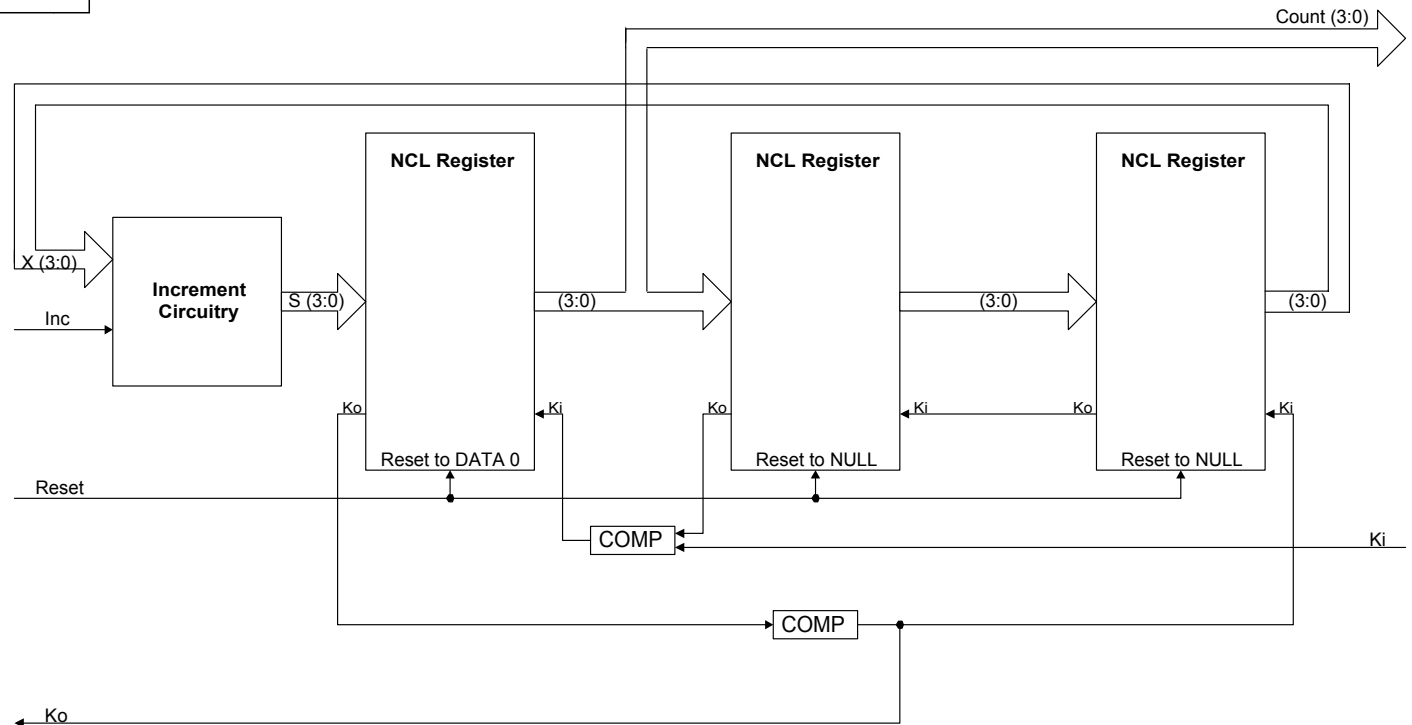 Count (3:0)
NCL Register
NCL Register
NCL Register
X (3:0)
Increment
Circuitry
S (3:0)
(3:0)
(3:0)
(3:0)
Inc
Ko
Ki
Ko
Ki
Ko
Ki
Reset to DATA 0
Reset to NULL
Reset to NULL
Reset
COMP
Ki
COMP
Ko